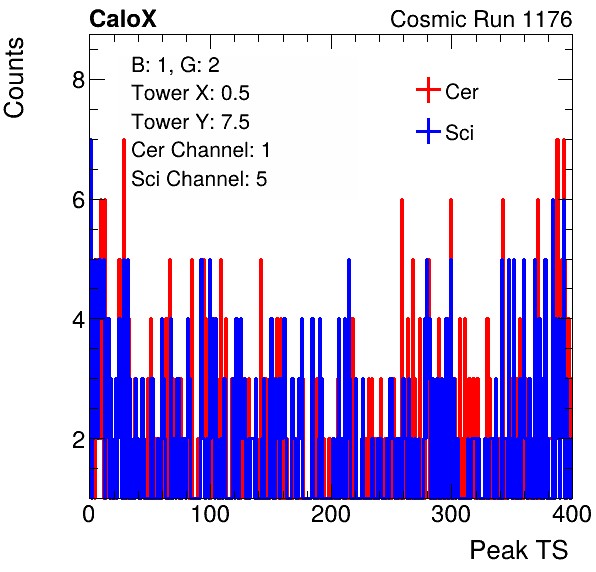 CaloX Cosmic Run 1176
Counts
B: 1, G: 2
Tower X: 0.5
Tower Y: 7.5
Cer Channel: 1
Sci Channel: 5
Cer
Sci
8
6
4
2
0 100 200 300 400
Peak TS